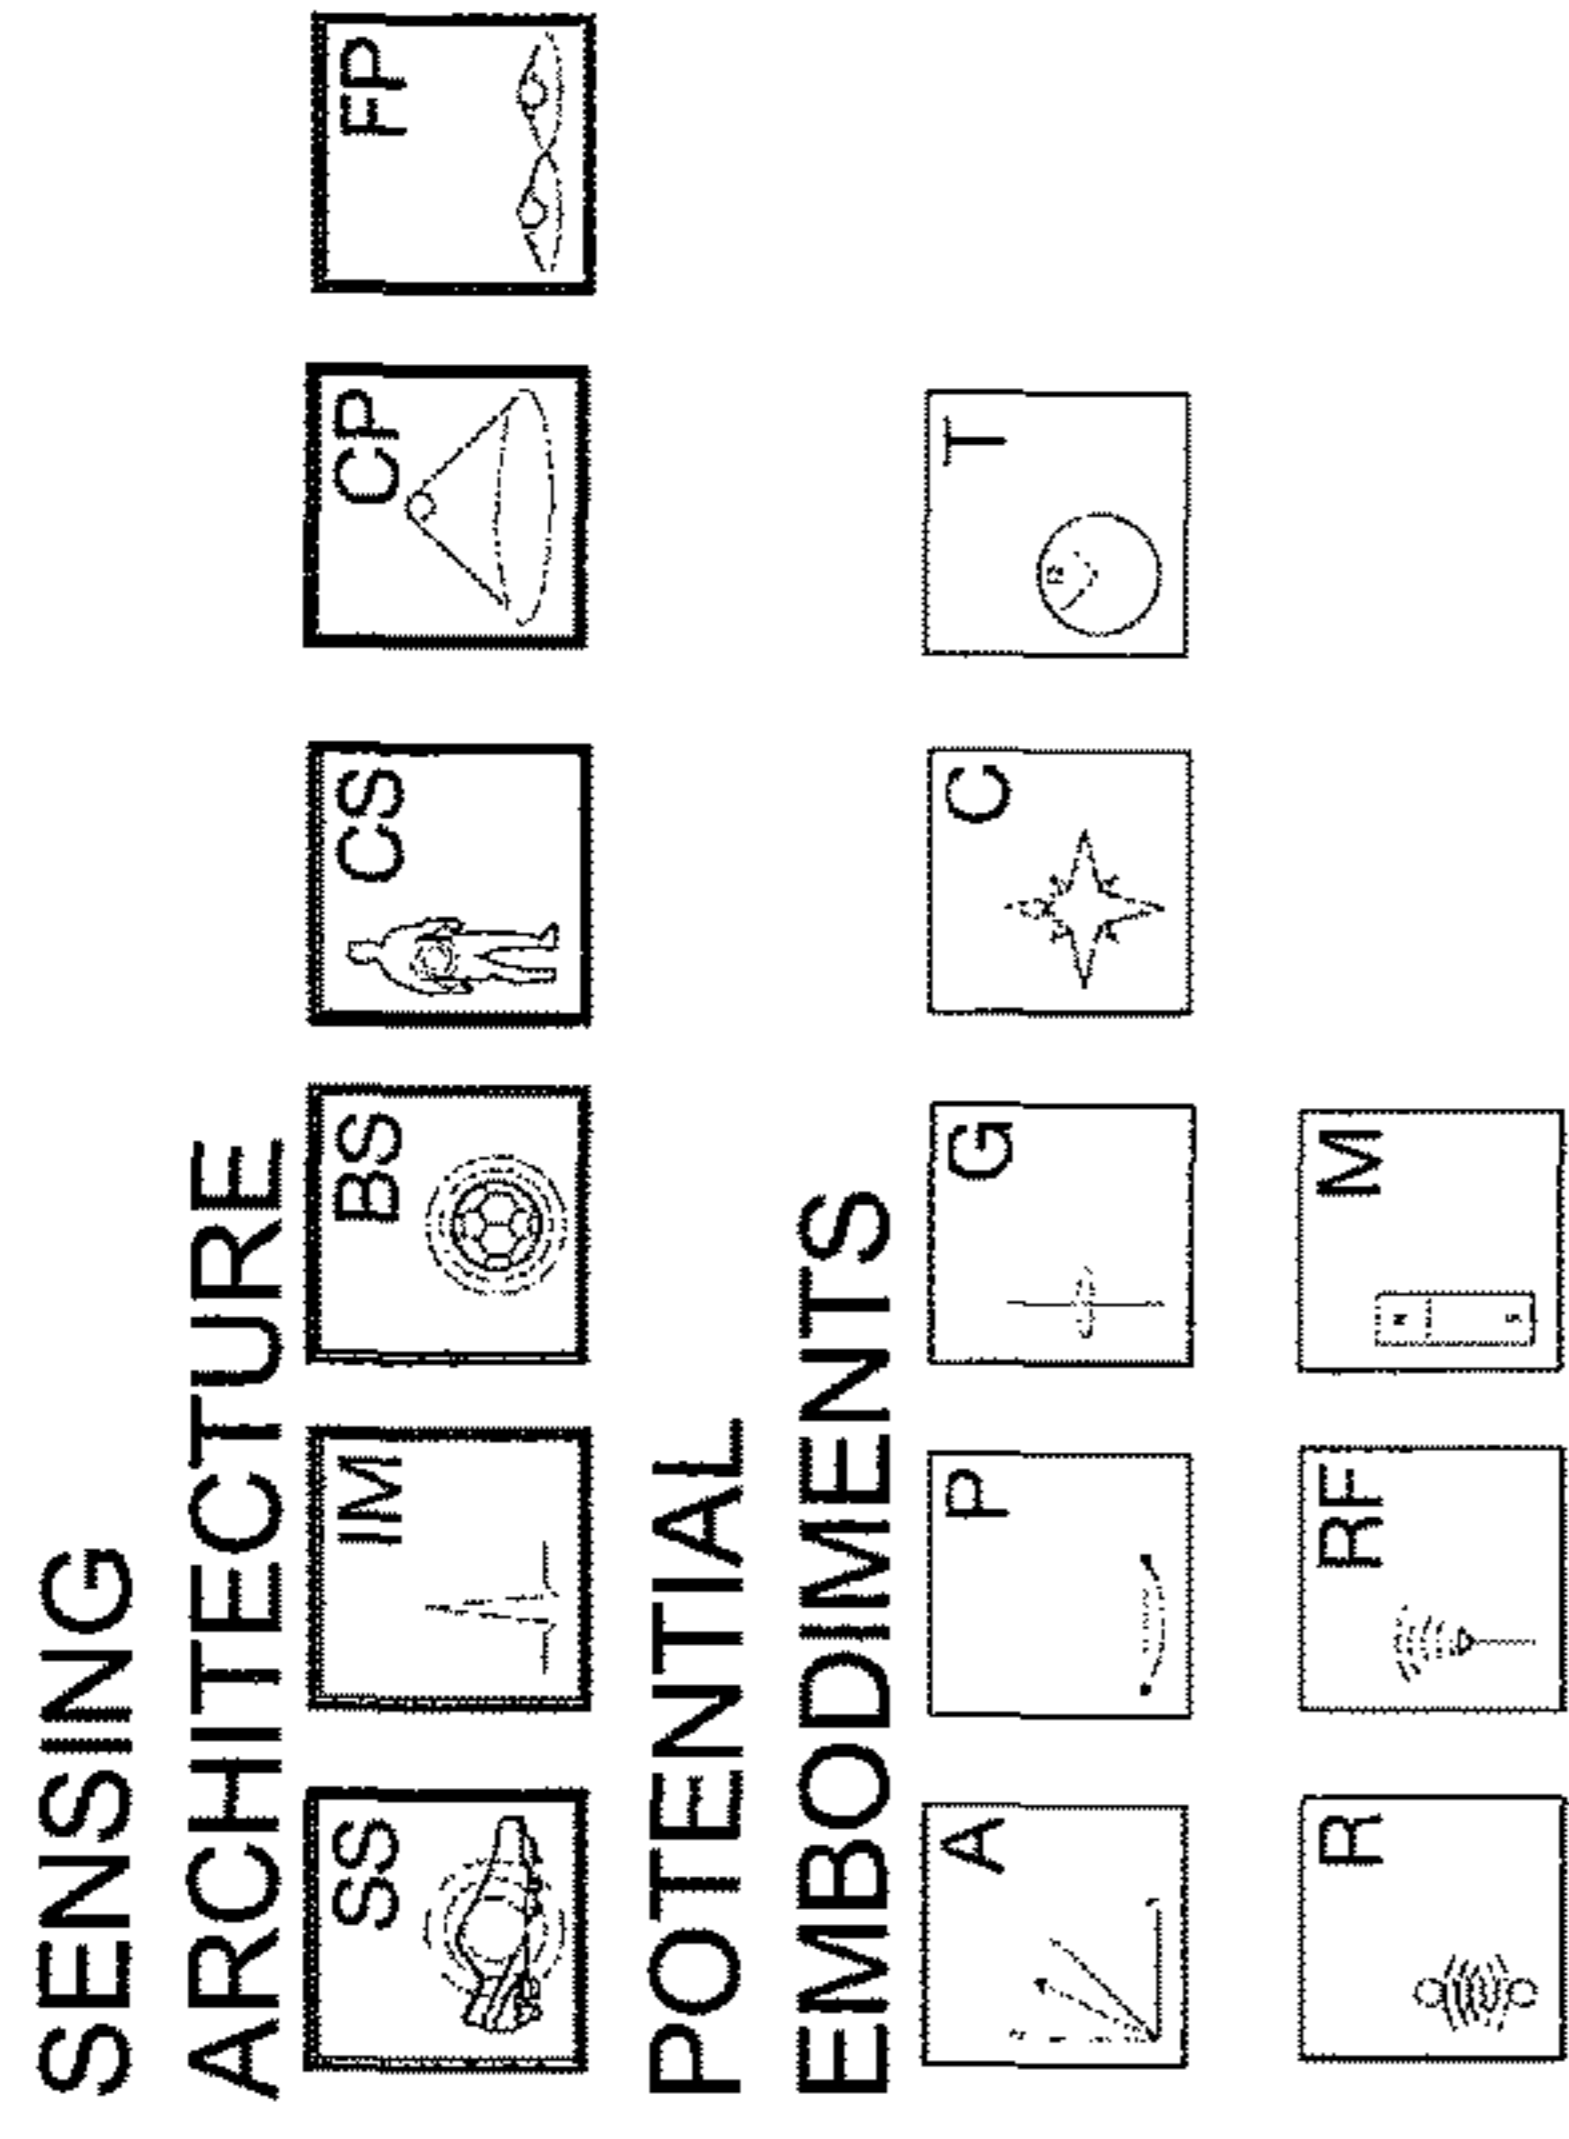 SENSING
ARCHITECTURE
SS IM BS CS CP FP
POTENTIAL
EMBODIMENTS
A P G C T
R RF M